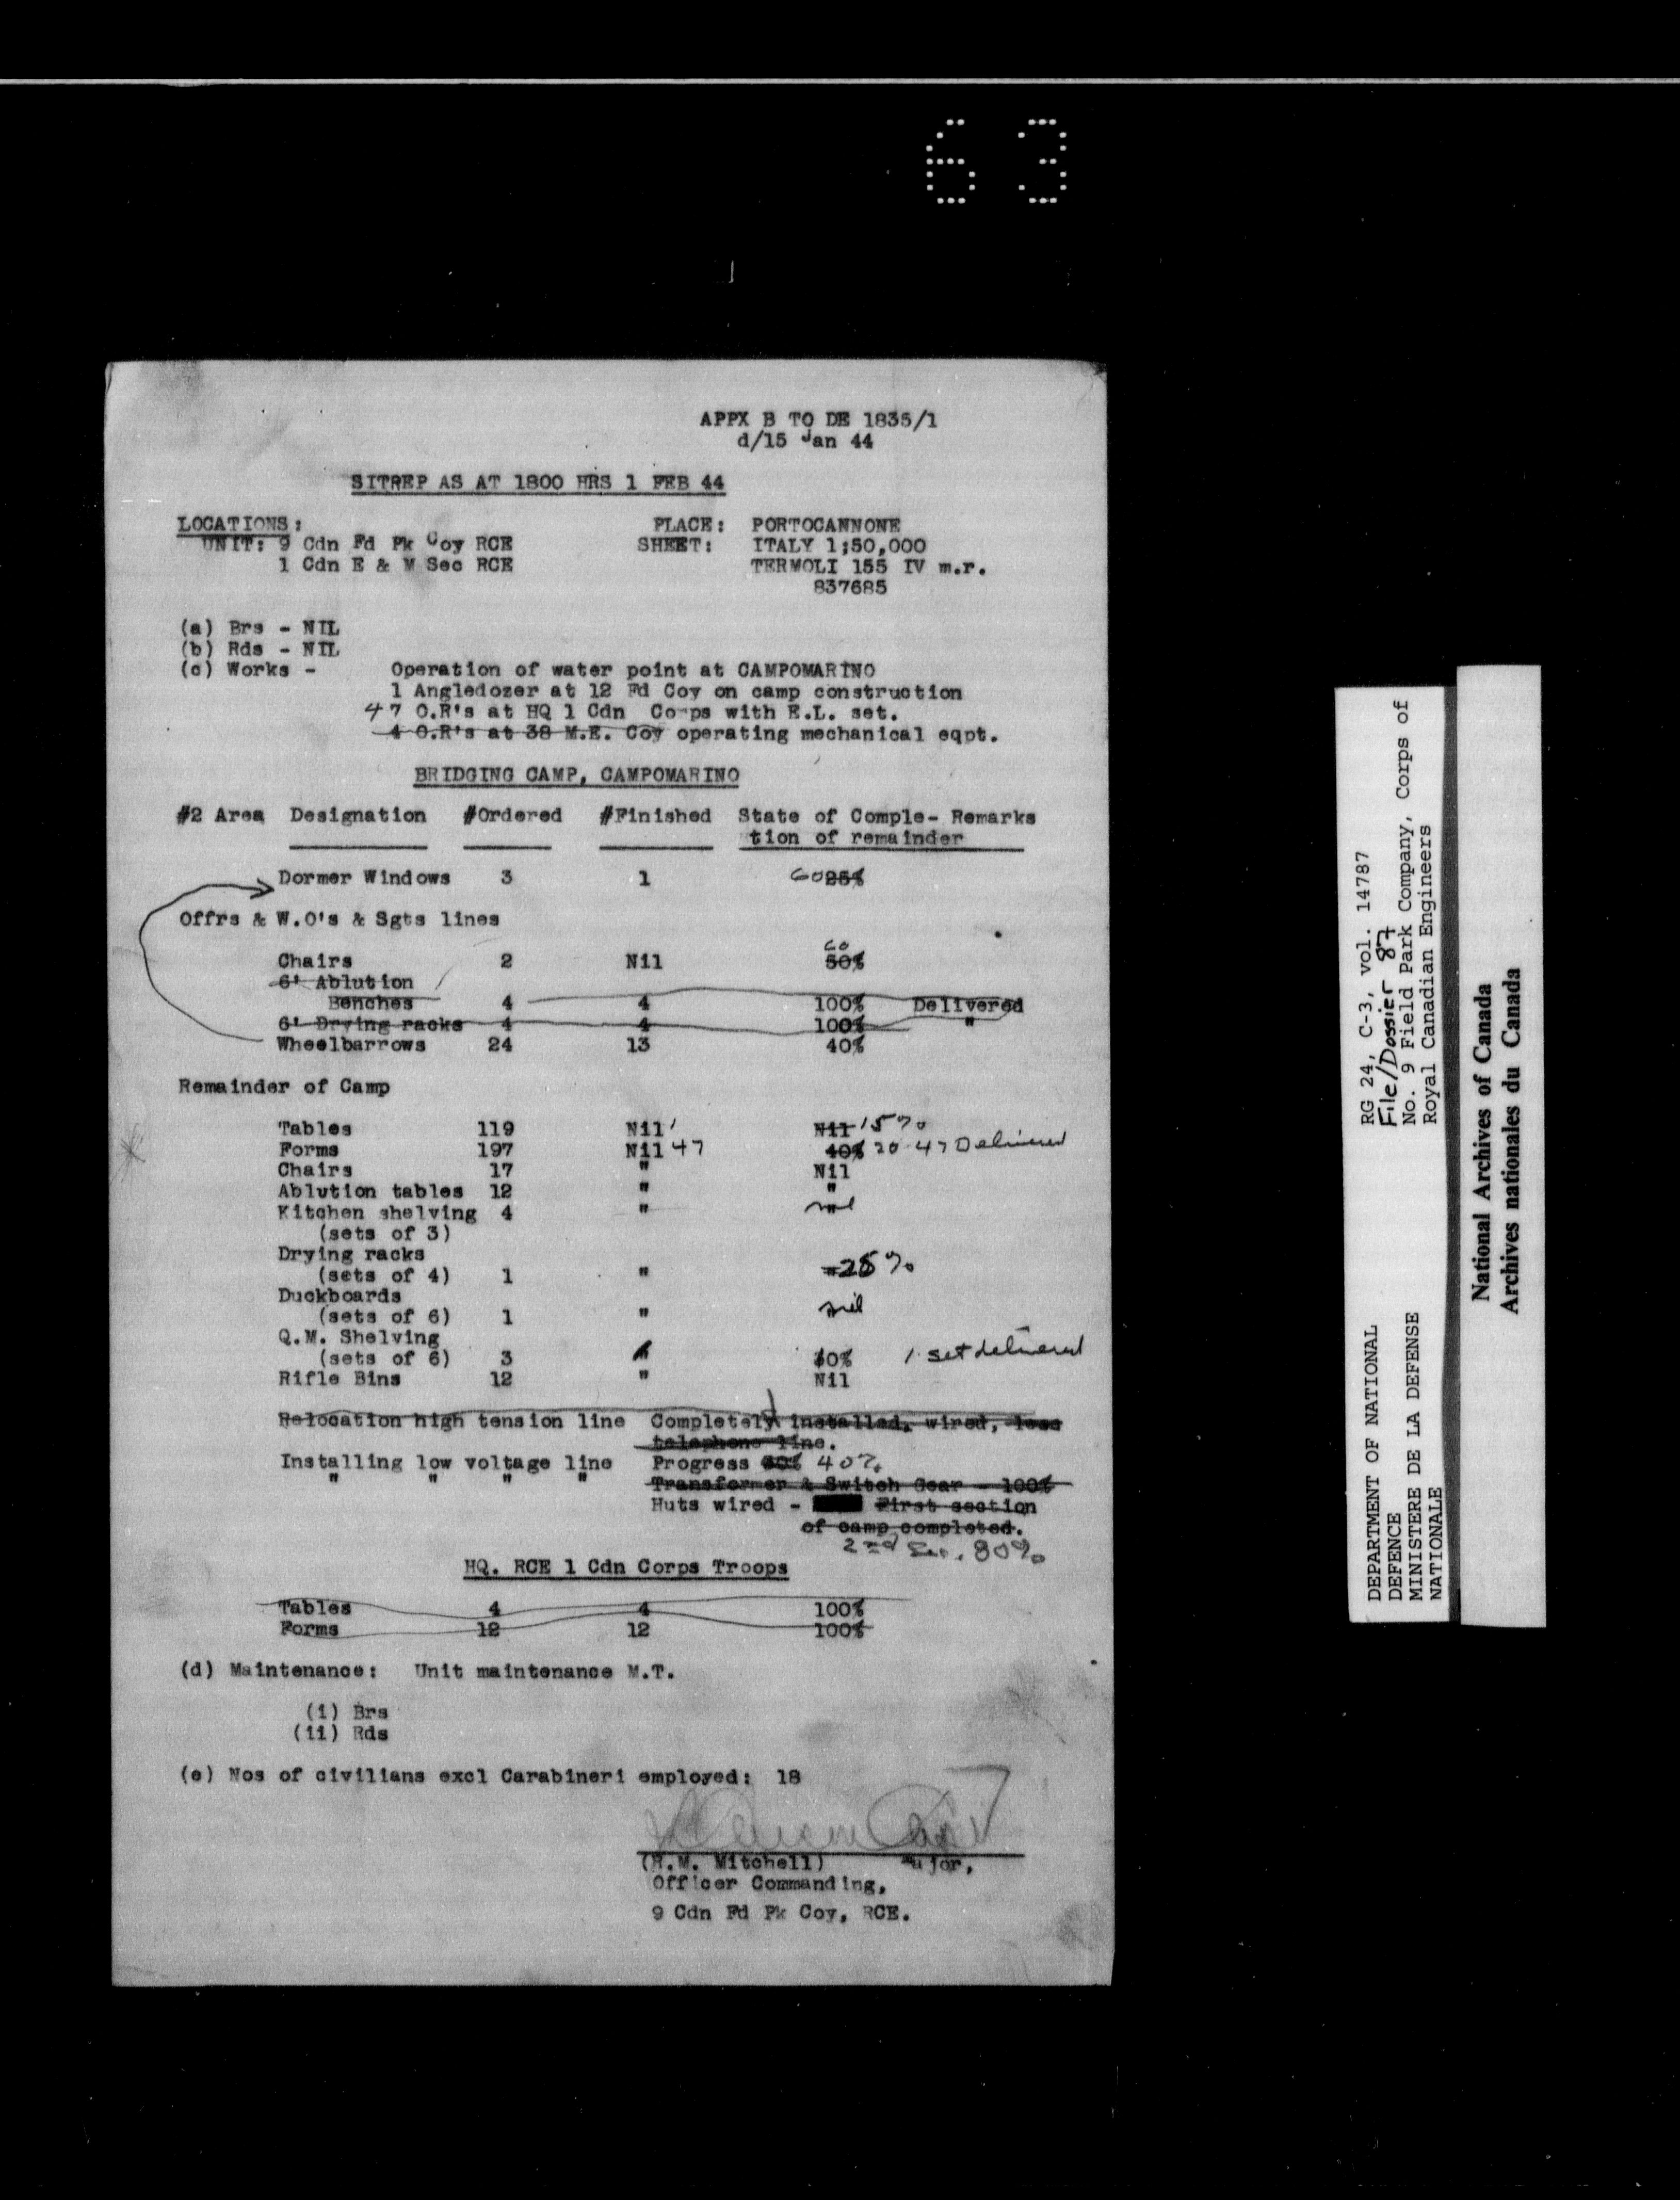 63
APPX B TO DE 1835/1
d/15 Jan 44
SITREP AS AT 1800 HRS 1 FEB 44
LOCATIONS: PLACE: PORTOCANNONE
UNIT: 9 Cdn Fd Pk Coy RCE SHEET: ITALY 1:50,000
1 Cdn E & M Sec RCE TERMOLI 155 IV m.r.
837685
(a) Brs - NIL
(b) Rds - NIL
(c) Works - Operation of water point at CAMPOMARINO
1 Angledozer at 12 Fd Coy on camp construction
47 O.R's at HQ 1 Cdn Corps with E.L. set.
4 O.R's at 38 M.E. Coy operating mechanical eqpt.
BRIDGING CAMP, CAMPOMARINO
#2 Area Designation #Ordered #Finished State of Comple- Remarks
tion of remainder
Dormer Windows 3 1 60 25%
Offrs & W.O's & Sgts lines
60
Chairs 2 Nil 50%
6' Ablution
Benches 4 4 100% Delivered
6' Drying racks 4 4 100% "
Wheelbarrows 24 13 40%
Remainder of Camp
Tables 119 Nil Nil 15%
Forms 197 Nil 47 40% 20 47 Delivered
Chairs 17 " Nil
Ablution tables 12 " "
Kitchen shelving 4 " nil
(sets of 3)
Drying racks
(sets of 4) 1 " 25%
Duckboards
(sets of 6) 1 " nil
Q.M. Shelving
(sets of 6) 3 " 10% 1 set delivered
Rifle Bins 12 " Nil
Relocation high tension line Completely installed, wired, less
telephone line.
Installing low voltage line Progress 40%
" " " " Transformer & Switch Gear - 100%
Huts wired - First section
of camp completed.
2nd Sec. 80%
HQ. RCE 1 Cdn Corps Troops
Tables 4 4 100%
Forms 12 12 100%
(d) Maintenance: Unit maintenance M.T.
(i) Brs
(ii) Rds
(e) Nos of civilians excl Carabineri employed: 18
(R.M. Mitchell) Major,
Officer Commanding,
9 Cdn Fd Pk Coy, RCE.
DEPARTMENT OF NATIONAL
DEFENCE
MINISTERE DE LA DEFENSE
NATIONALE
RG 24, C-3, vol. 14787
File/Dossier 87
No. 9 Field Park Company, Corps of
Royal Canadian Engineers
National Archives of Canada
Archives nationales du Canada